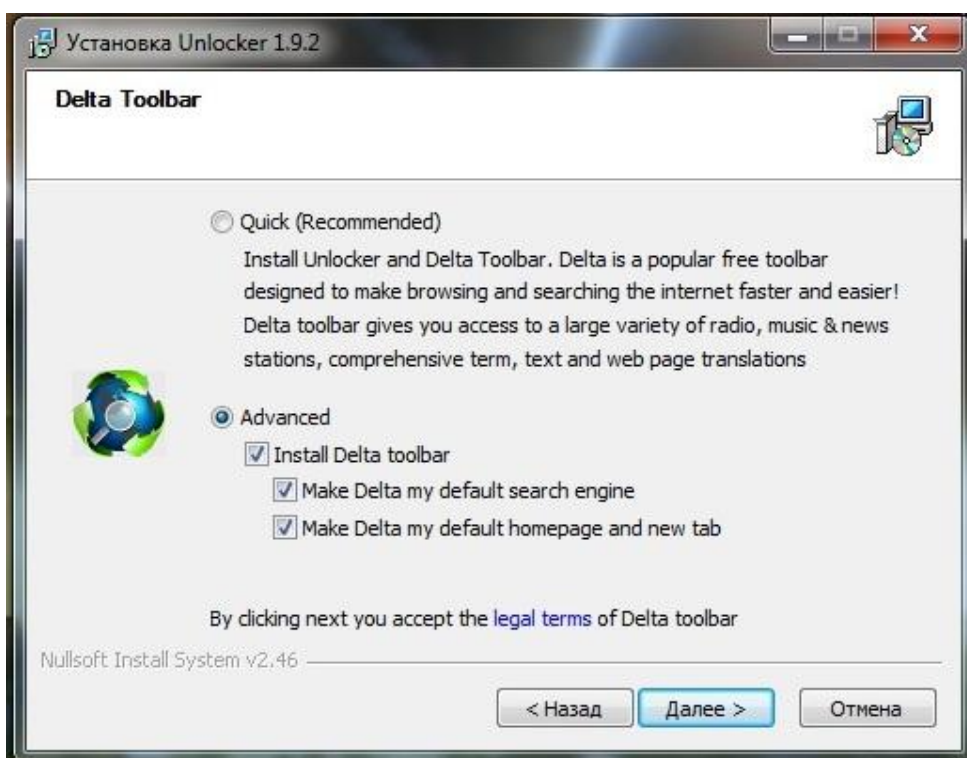 Установка Unlocker 1.9.2
Delta Toolbar
Quick (Recommended)
Install Unlocker and Delta Toolbar. Delta is a popular free toolbar
designed to make browsing and searching the internet faster and easier!
Delta toolbar gives you access to a large variety of radio, music & news
stations, comprehensive term, text and web page translations
Advanced
Install Delta toolbar
Make Delta my default search engine
Make Delta my default homepage and new tab
By clicking next you accept the legal terms of Delta toolbar
Nullsoft Install System v2.46
< Назад Далее > Отмена